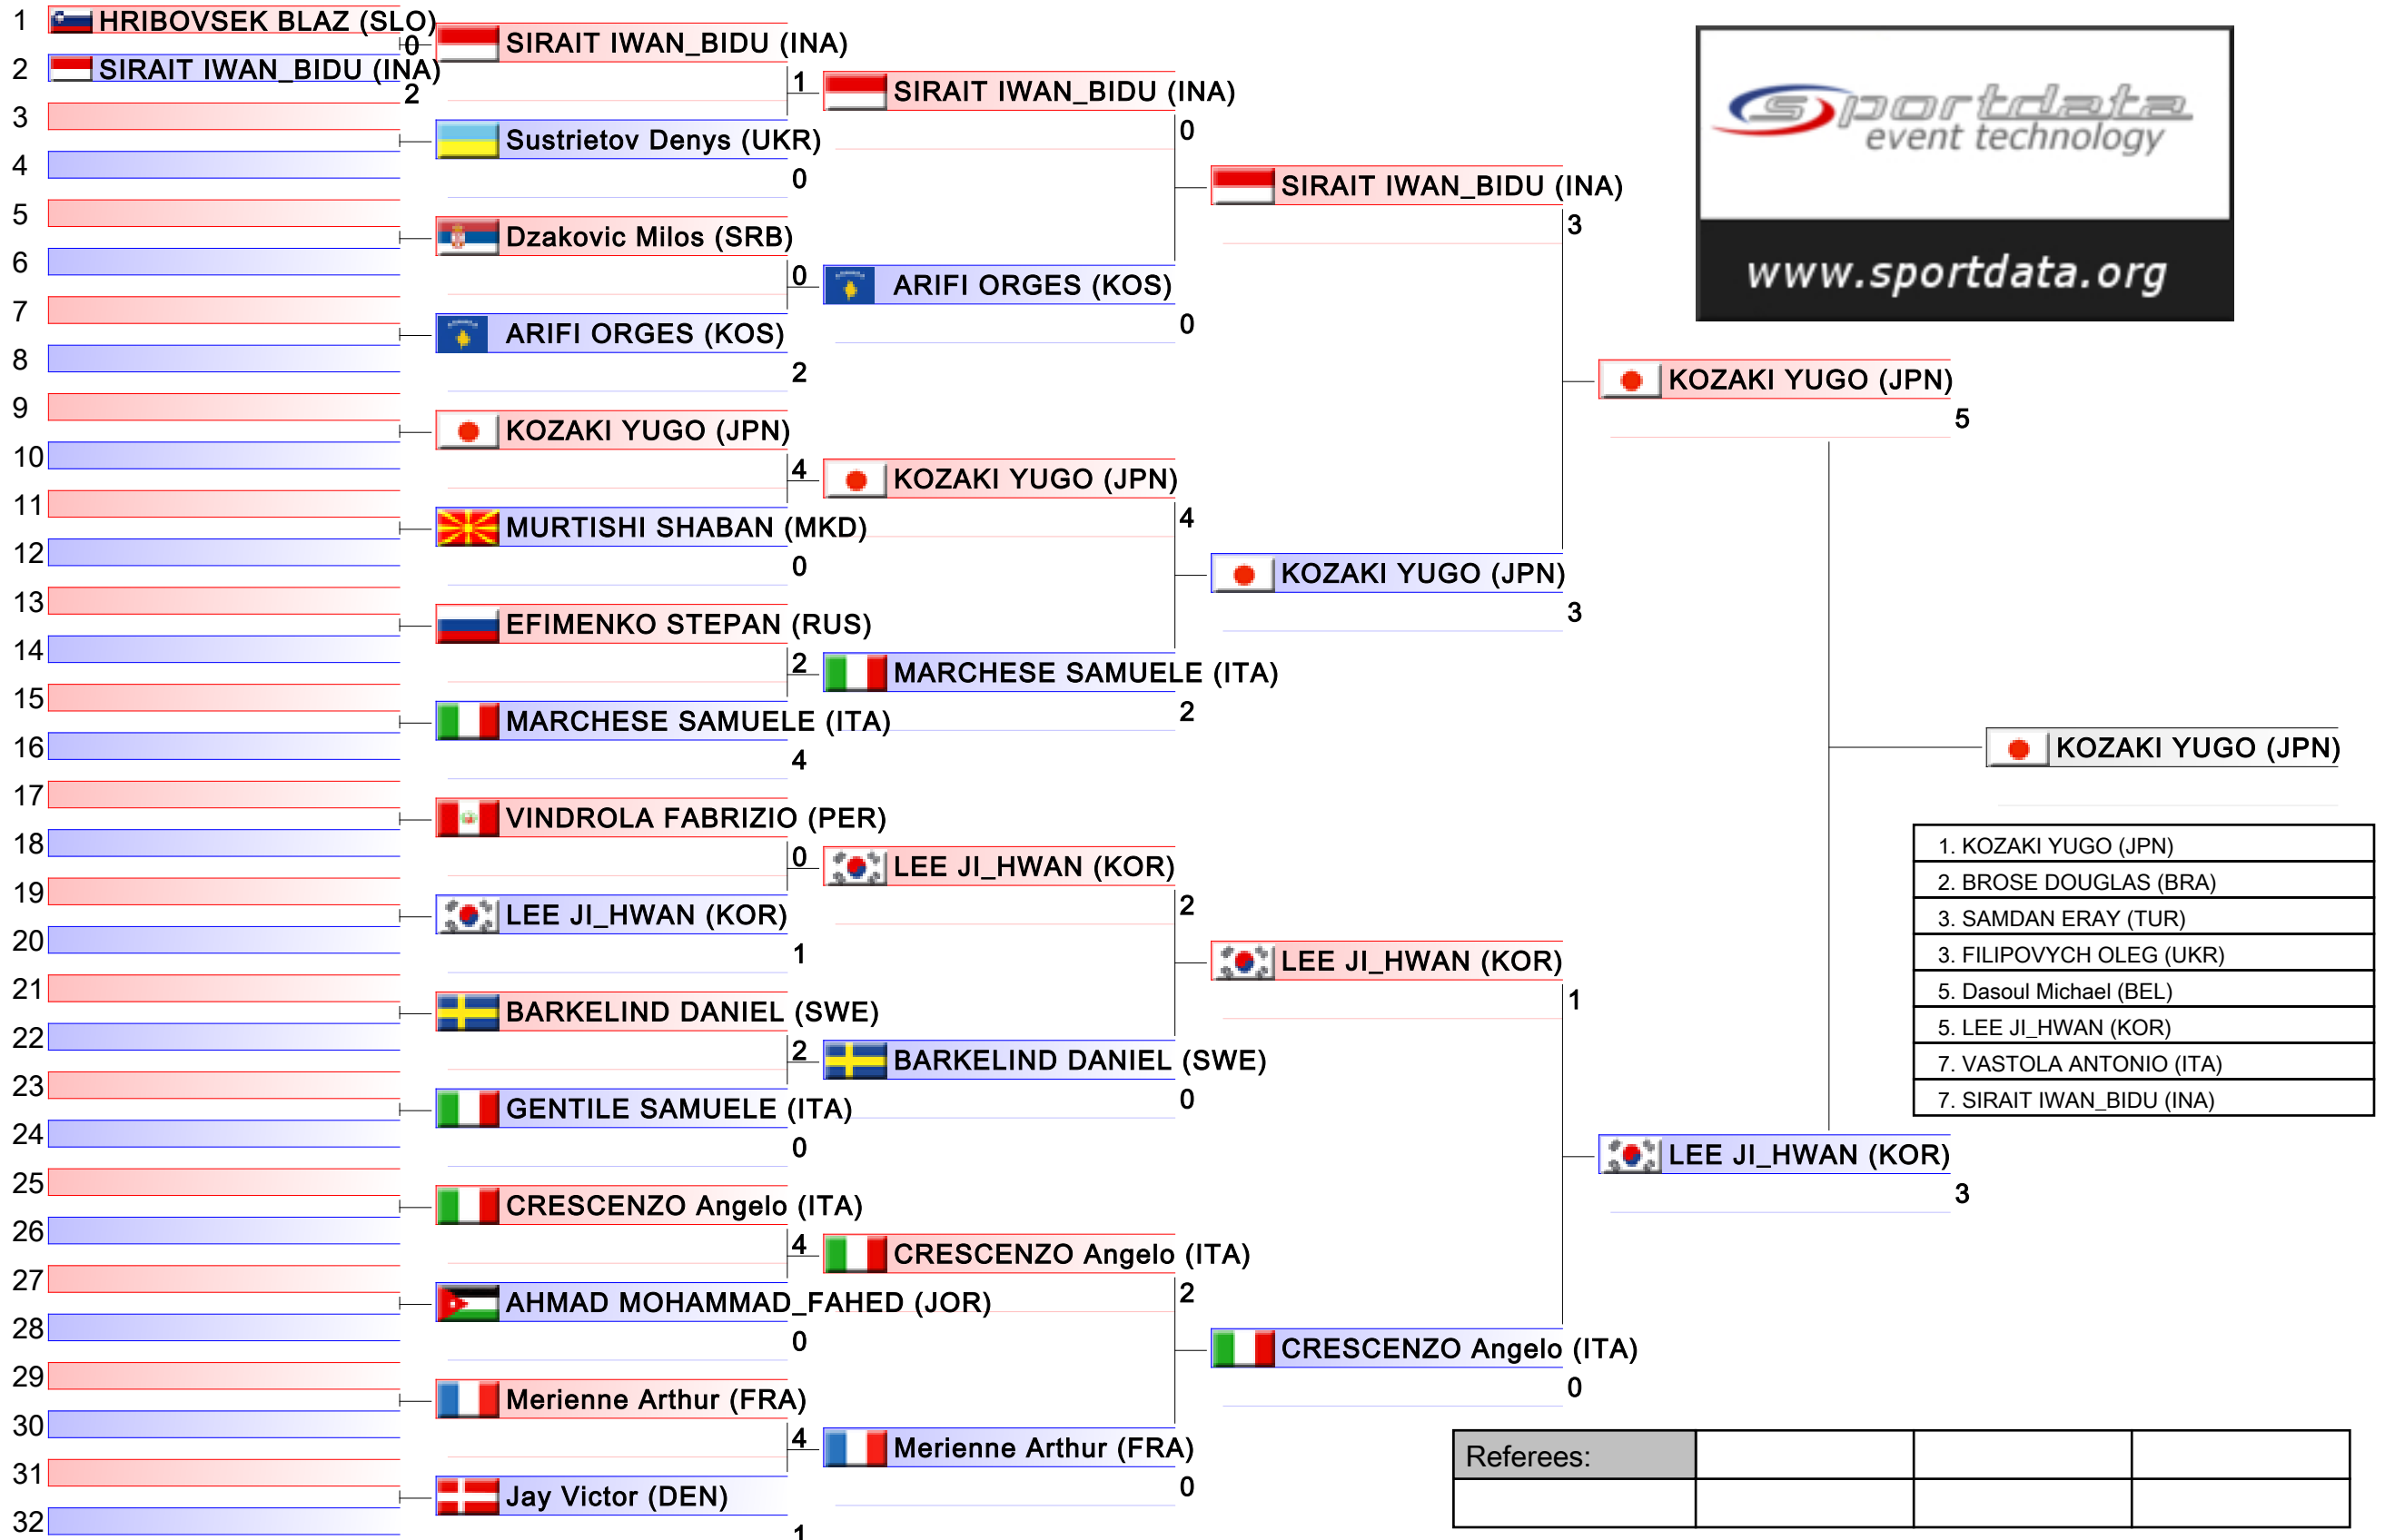 1 HRIBOVSEK BLAZ (SLO)
0
2 SIRAIT IWAN_BIDU (INA)
2
3
4
5
6
7
8
9
10
11
12
13
14
15
16
17
18
19
20
21
22
23
24
25
26
27
28
29
30
31
32
SIRAIT IWAN_BIDU (INA)
1
Sustrietov Denys (UKR)
0
Dzakovic Milos (SRB)
0
ARIFI ORGES (KOS)
2
KOZAKI YUGO (JPN)
4
MURTISHI SHABAN (MKD)
0
EFIMENKO STEPAN (RUS)
2
MARCHESE SAMUELE (ITA)
4
VINDROLA FABRIZIO (PER)
0
LEE JI_HWAN (KOR)
1
BARKELIND DANIEL (SWE)
2
GENTILE SAMUELE (ITA)
0
CRESCENZO Angelo (ITA)
4
AHMAD MOHAMMAD_FAHED (JOR)
0
Merienne Arthur (FRA)
4
Jay Victor (DEN)
1
SIRAIT IWAN_BIDU (INA)
0
ARIFI ORGES (KOS)
0
KOZAKI YUGO (JPN)
4
MARCHESE SAMUELE (ITA)
2
LEE JI_HWAN (KOR)
2
BARKELIND DANIEL (SWE)
0
CRESCENZO Angelo (ITA)
2
Merienne Arthur (FRA)
0
SIRAIT IWAN_BIDU (INA)
3
KOZAKI YUGO (JPN)
3
LEE JI_HWAN (KOR)
1
CRESCENZO Angelo (ITA)
0
KOZAKI YUGO (JPN)
5
LEE JI_HWAN (KOR)
3
KOZAKI YUGO (JPN)
sportdata
event technology
www.sportdata.org
1. KOZAKI YUGO (JPN)
2. BROSE DOUGLAS (BRA)
3. SAMDAN ERAY (TUR)
3. FILIPOVYCH OLEG (UKR)
5. Dasoul Michael (BEL)
5. LEE JI_HWAN (KOR)
7. VASTOLA ANTONIO (ITA)
7. SIRAIT IWAN_BIDU (INA)
Referees: